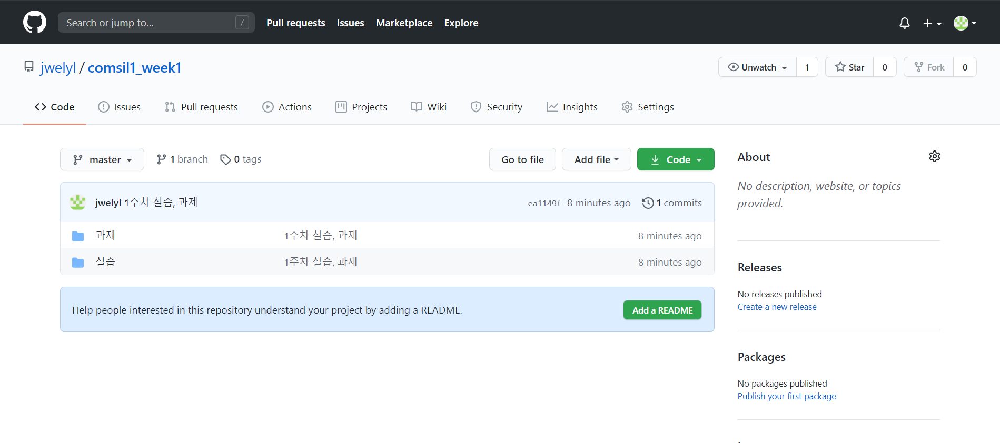 Search or jump to... / Pull requests Issues Marketplace Explore
jwelyl / comsil1_week1 Unwatch 1 Star 0 Fork 0
Code Issues Pull requests Actions Projects Wiki Security Insights Settings
master 1 branch 0 tags Go to file Add file Code
jwelyl 1주차 실습, 과제 ea1149f 8 minutes ago 1 commits
과제 1주차 실습, 과제 8 minutes ago
실습 1주차 실습, 과제 8 minutes ago
Help people interested in this repository understand your project by adding a README. Add a README
About
No description, website, or topics
provided.
Releases
No releases published
Create a new release
Packages
No packages published
Publish your first package